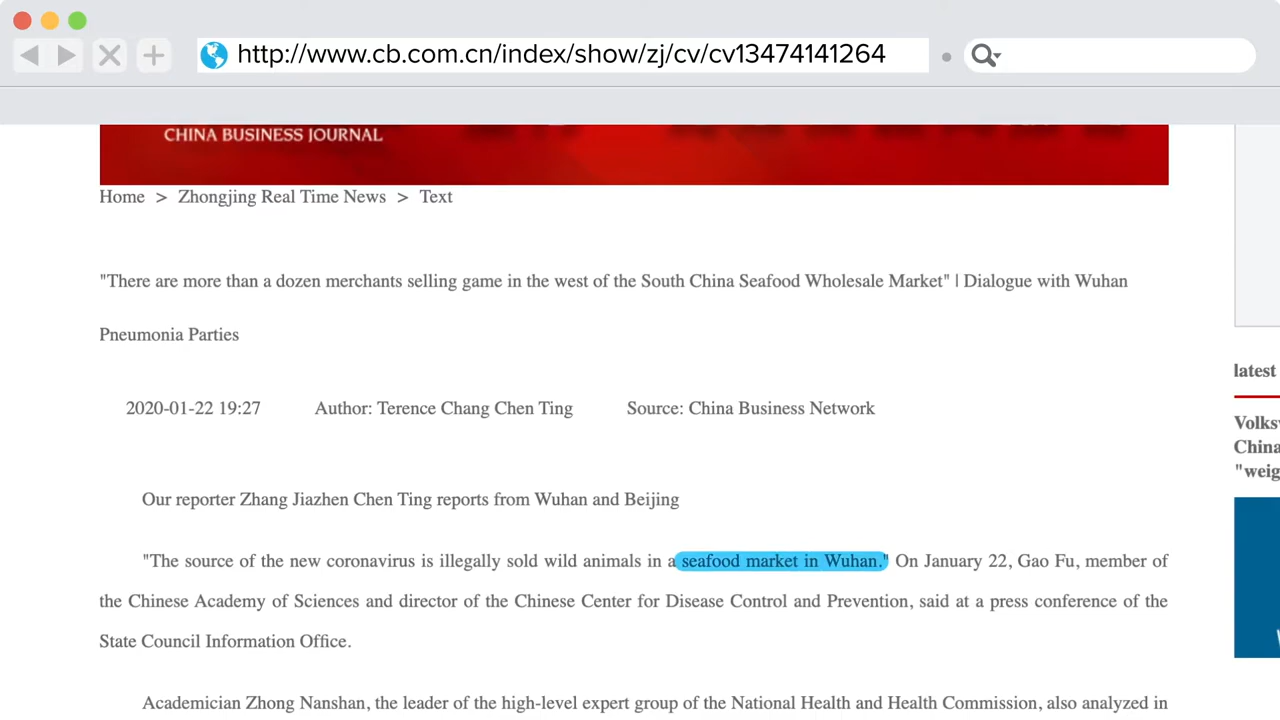 http://www.cb.com.cn/index/show/zj/cv/cv13474141264
CHINA BUSINESS JOURNAL
Home > Zhongjing Real Time News > Text
"There are more than a dozen merchants selling game in the west of the South China Seafood Wholesale Market" | Dialogue with Wuhan
Pneumonia Parties
2020-01-22 19:27 Author: Terence Chang Chen Ting Source: China Business Network
Our reporter Zhang Jiazhen Chen Ting reports from Wuhan and Beijing
"The source of the new coronavirus is illegally sold wild animals in a seafood market in Wuhan." On January 22, Gao Fu, member of
the Chinese Academy of Sciences and director of the Chinese Center for Disease Control and Prevention, said at a press conference of the
State Council Information Office.
Academician Zhong Nanshan, the leader of the high-level expert group of the National Health and Health Commission, also analyzed in
latest
Volksw
China
"weig